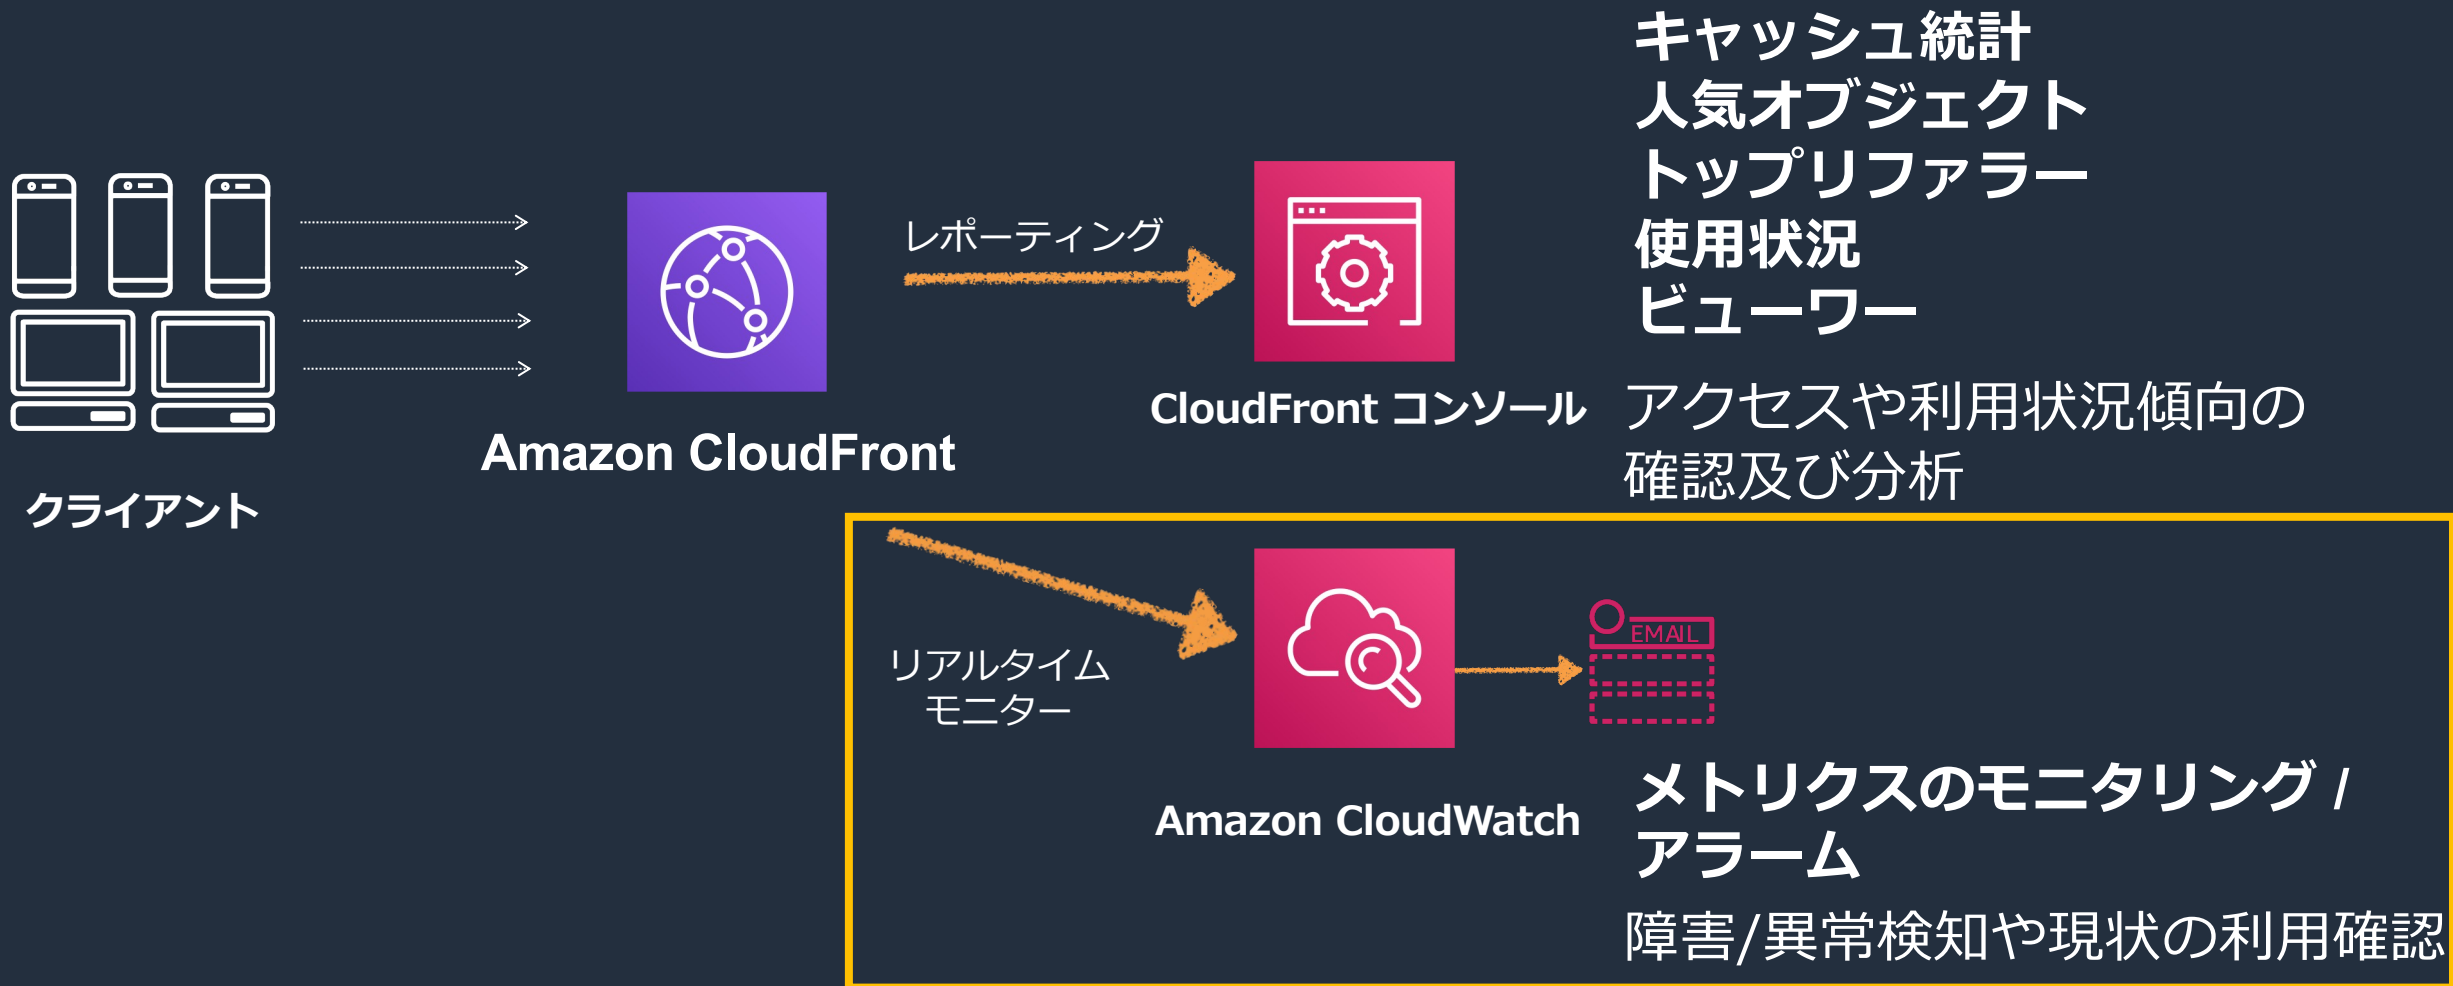 キャッシュ統計
人気オブジェクト
トップリファラー
使用状況
ビューワー
レポーティング
CloudFront コンソール
アクセスや利用状況傾向の
確認及び分析
Amazon CloudFront
クライアント
リアルタイム
モニター
EMAIL
Amazon CloudWatch
メトリクスのモニタリング /
アラーム
障害/異常検知や現状の利用確認